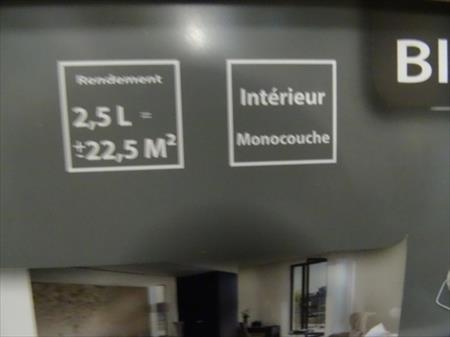 Rendement
2,5 L =
±22,5 M²
Intérieur
Monocouche
BI